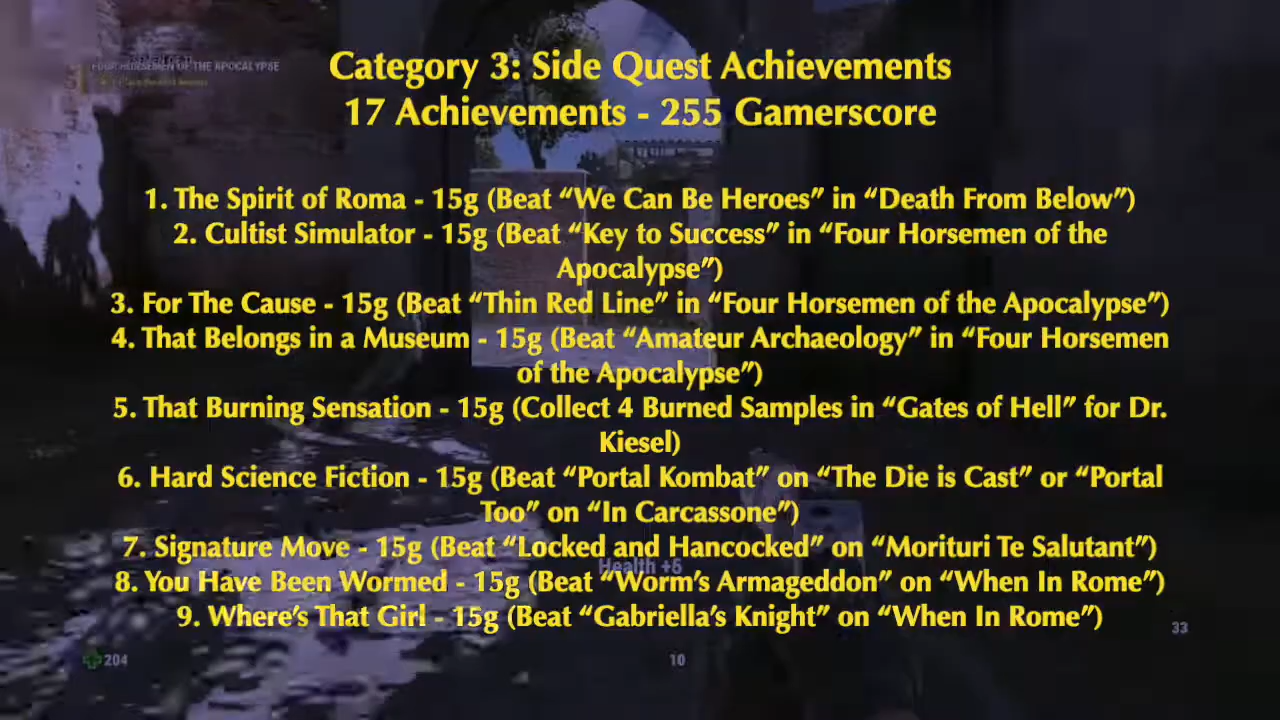 FOUR HORSEMEN OF THE APOCALYPSE
Category 3: Side Quest Achievements
17 Achievements - 255 Gamerscore
1. The Spirit of Roma - 15g (Beat “We Can Be Heroes” in “Death From Below”)
2. Cultist Simulator - 15g (Beat “Key to Success” in “Four Horsemen of the
Apocalypse”)
3. For The Cause - 15g (Beat “Thin Red Line” in “Four Horsemen of the Apocalypse”)
4. That Belongs in a Museum - 15g (Beat “Amateur Archaeology” in “Four Horsemen
of the Apocalypse”)
5. That Burning Sensation - 15g (Collect 4 Burned Samples in “Gates of Hell” for Dr.
Kiesel)
6. Hard Science Fiction - 15g (Beat “Portal Kombat” on “The Die is Cast” or “Portal
Too” on “In Carcassone”)
7. Signature Move - 15g (Beat “Locked and Hancocked” on “Morituri Te Salutant”)
Health +6
8. You Have Been Wormed - 15g (Beat “Worm’s Armageddon” on “When In Rome”)
9. Where’s That Girl - 15g (Beat “Gabriella’s Knight” on “When In Rome”)
33
204
10